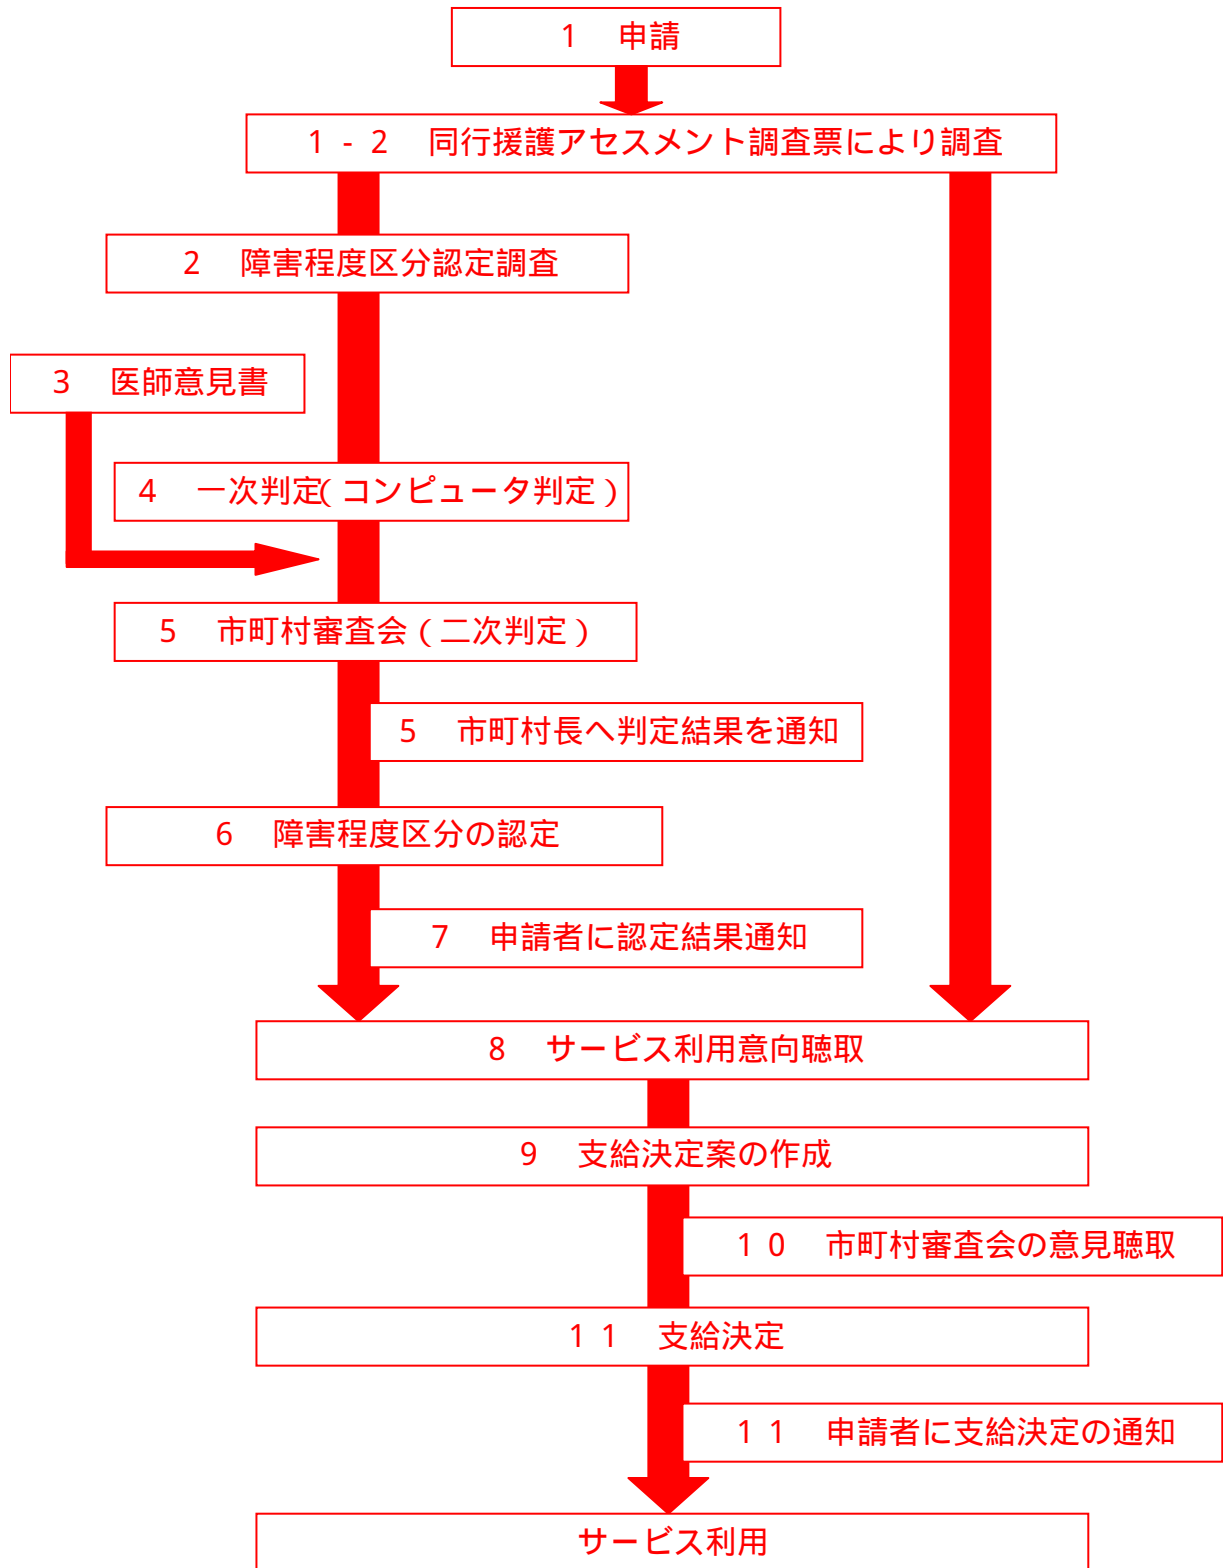 1 申請
1-2 同行援護アセスメント調査票により調査
2 障害程度区分認定調査
3 医師意見書
4 一次判定(コンピュータ判定)
5 市町村審査会(二次判定)
5 市町村長へ判定結果を通知
6 障害程度区分の認定
7 申請者に認定結果通知
8 サービス利用意向聴取
9 支給決定案の作成
10 市町村審査会の意見聴取
11 支給決定
11 申請者に支給決定の通知
サービス利用